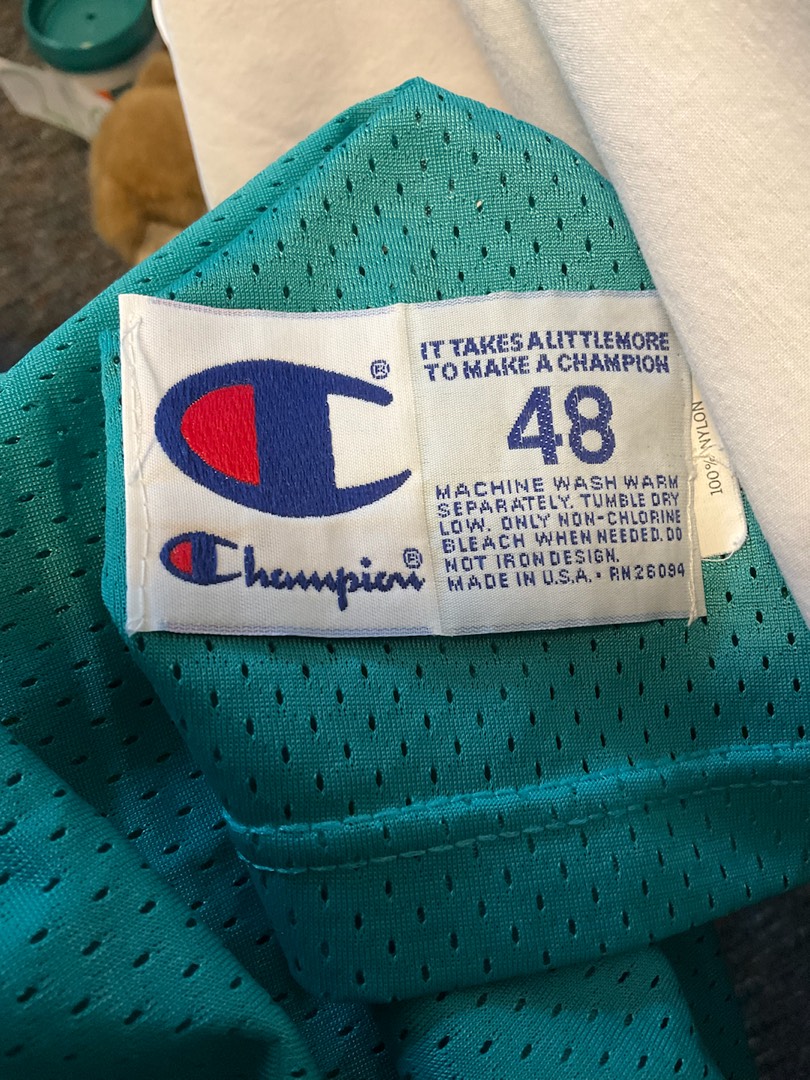 ®
Champion®
IT TAKES A LITTLE MORE
TO MAKE A CHAMPION
48
MACHINE WASH WARM
SEPARATELY. TUMBLE DRY
LOW. ONLY NON-CHLORINE
BLEACH WHEN NEEDED. DO
NOT IRON DESIGN.
MADE IN U.S.A. • RN26094
100% NYLON